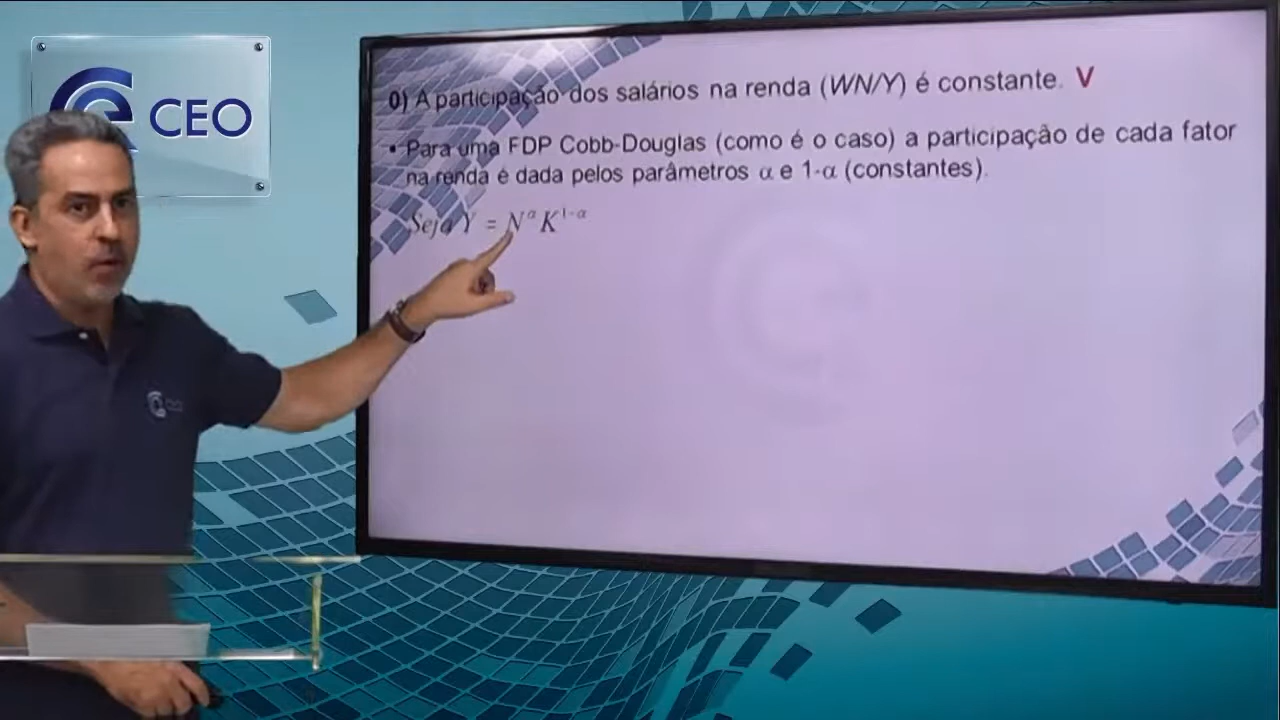 CEO
0) A participação dos salários na renda (WN/Y) é constante. V
▪ Para uma FDP Cobb-Douglas (como é o caso) a participação de cada fator
na renda é dada pelos parâmetros α e 1-α (constantes).
Seja Y = N^α K^{1-α}